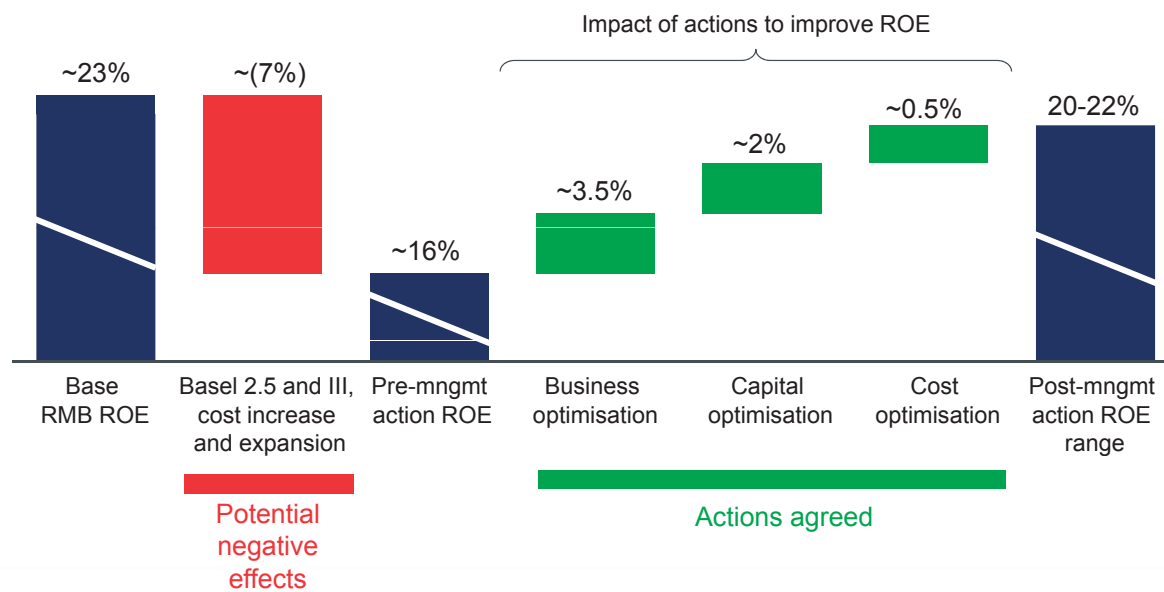 Impact of actions to improve ROE
~23%
~(7%)
~16%
~3.5%
~2%
~0.5%
20-22%
Base
RMB ROE
Basel 2.5 and III,
cost increase
and expansion
Pre-mngmt
action ROE
Business
optimisation
Capital
optimisation
Cost
optimisation
Post-mngmt
action ROE
range
Potential
negative
effects
Actions agreed